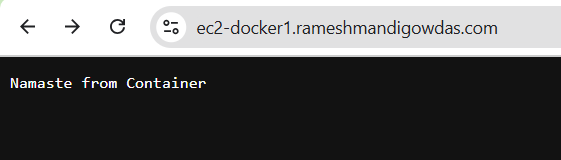 ec2-docker1.rameshmandigowdas.com
Namaste from Container